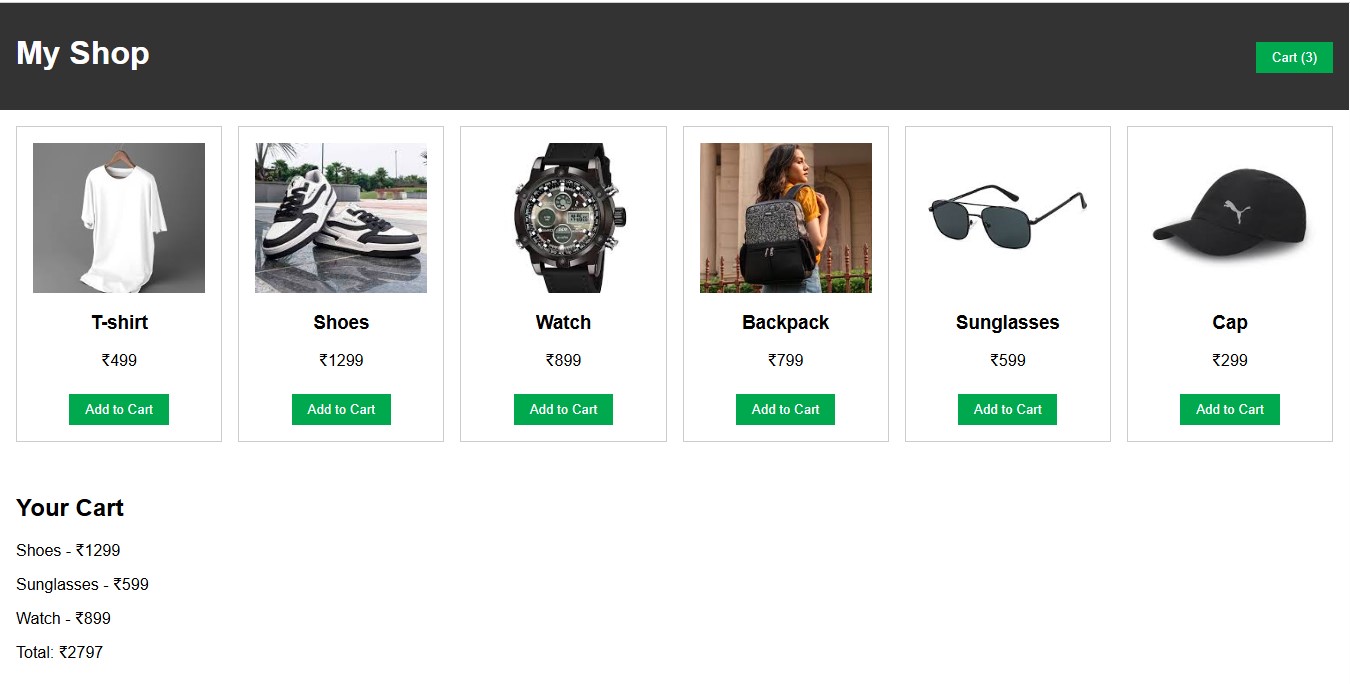 My Shop
Cart (3)
T-shirt
₹499
Add to Cart
Shoes
₹1299
Add to Cart
Watch
₹899
Add to Cart
Backpack
₹799
Add to Cart
Sunglasses
₹599
Add to Cart
Cap
₹299
Add to Cart
Your Cart
Shoes - ₹1299
Sunglasses - ₹599
Watch - ₹899
Total: ₹2797